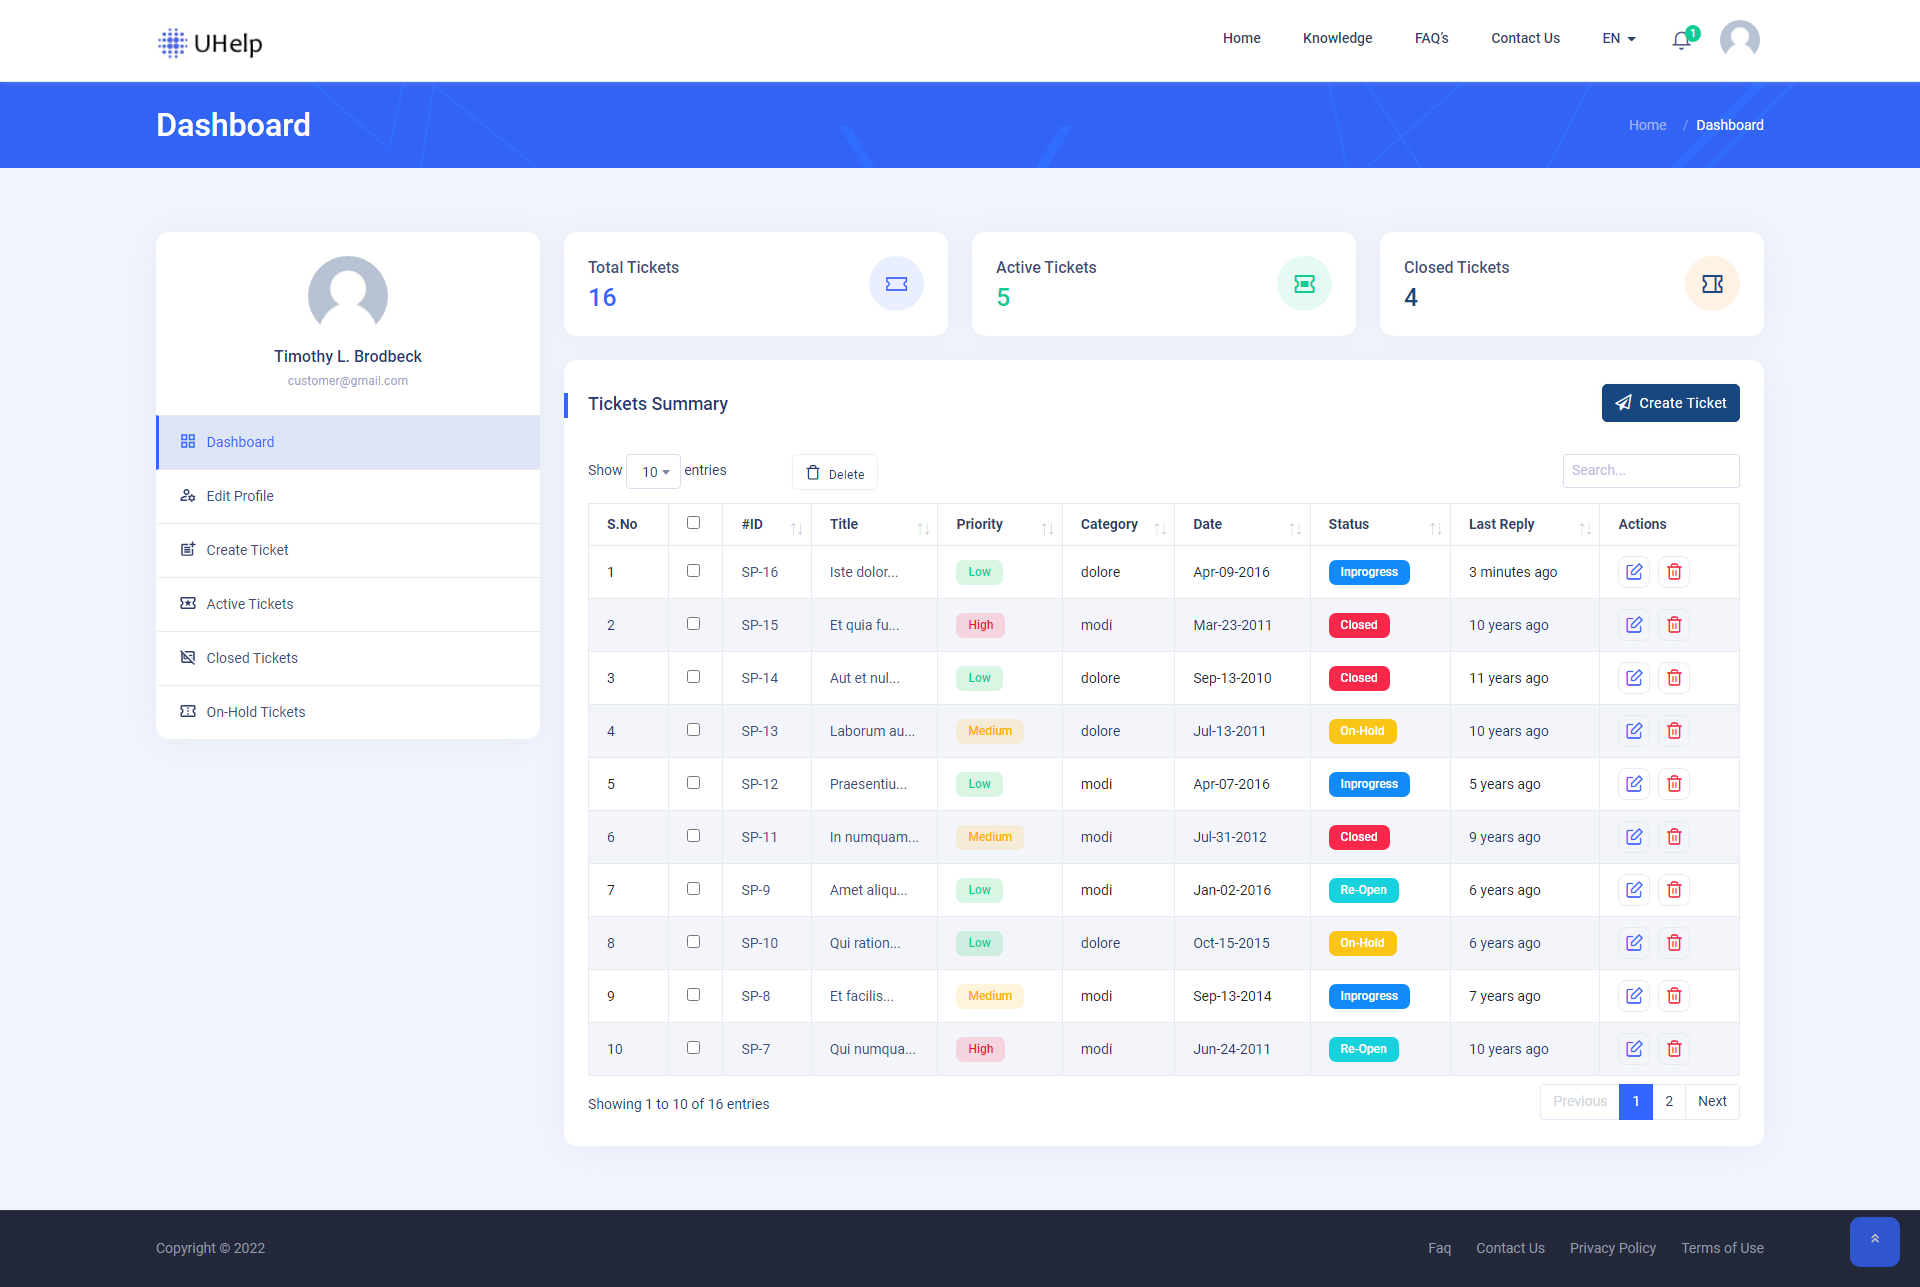 UHelp
Home Knowledge FAQ's Contact Us EN 1
Dashboard
Home / Dashboard
Timothy L. Brodbeck
customer@gmail.com
Dashboard
Edit Profile
Create Ticket
Active Tickets
Closed Tickets
On-Hold Tickets
Total Tickets
16
Active Tickets
5
Closed Tickets
4
Tickets Summary
Create Ticket
Show 10 entries
Delete
Search...
S.No #ID Title Priority Category Date Status Last Reply Actions
1 SP-16 Iste dolor... Low dolore Apr-09-2016 Inprogress 3 minutes ago
2 SP-15 Et quia fu... High modi Mar-23-2011 Closed 10 years ago
3 SP-14 Aut et nul... Low dolore Sep-13-2010 Closed 11 years ago
4 SP-13 Laborum au... Medium dolore Jul-13-2011 On-Hold 10 years ago
5 SP-12 Praesentiu... Low modi Apr-07-2016 Inprogress 5 years ago
6 SP-11 In numquam... Medium modi Jul-31-2012 Closed 9 years ago
7 SP-9 Amet aliqu... Low modi Jan-02-2016 Re-Open 6 years ago
8 SP-10 Qui ration... Low dolore Oct-15-2015 On-Hold 6 years ago
9 SP-8 Et facilis... Medium modi Sep-13-2014 Inprogress 7 years ago
10 SP-7 Qui numqua... High modi Jun-24-2011 Re-Open 10 years ago
Showing 1 to 10 of 16 entries
Previous 1 2 Next
Copyright © 2022
Faq Contact Us Privacy Policy Terms of Use